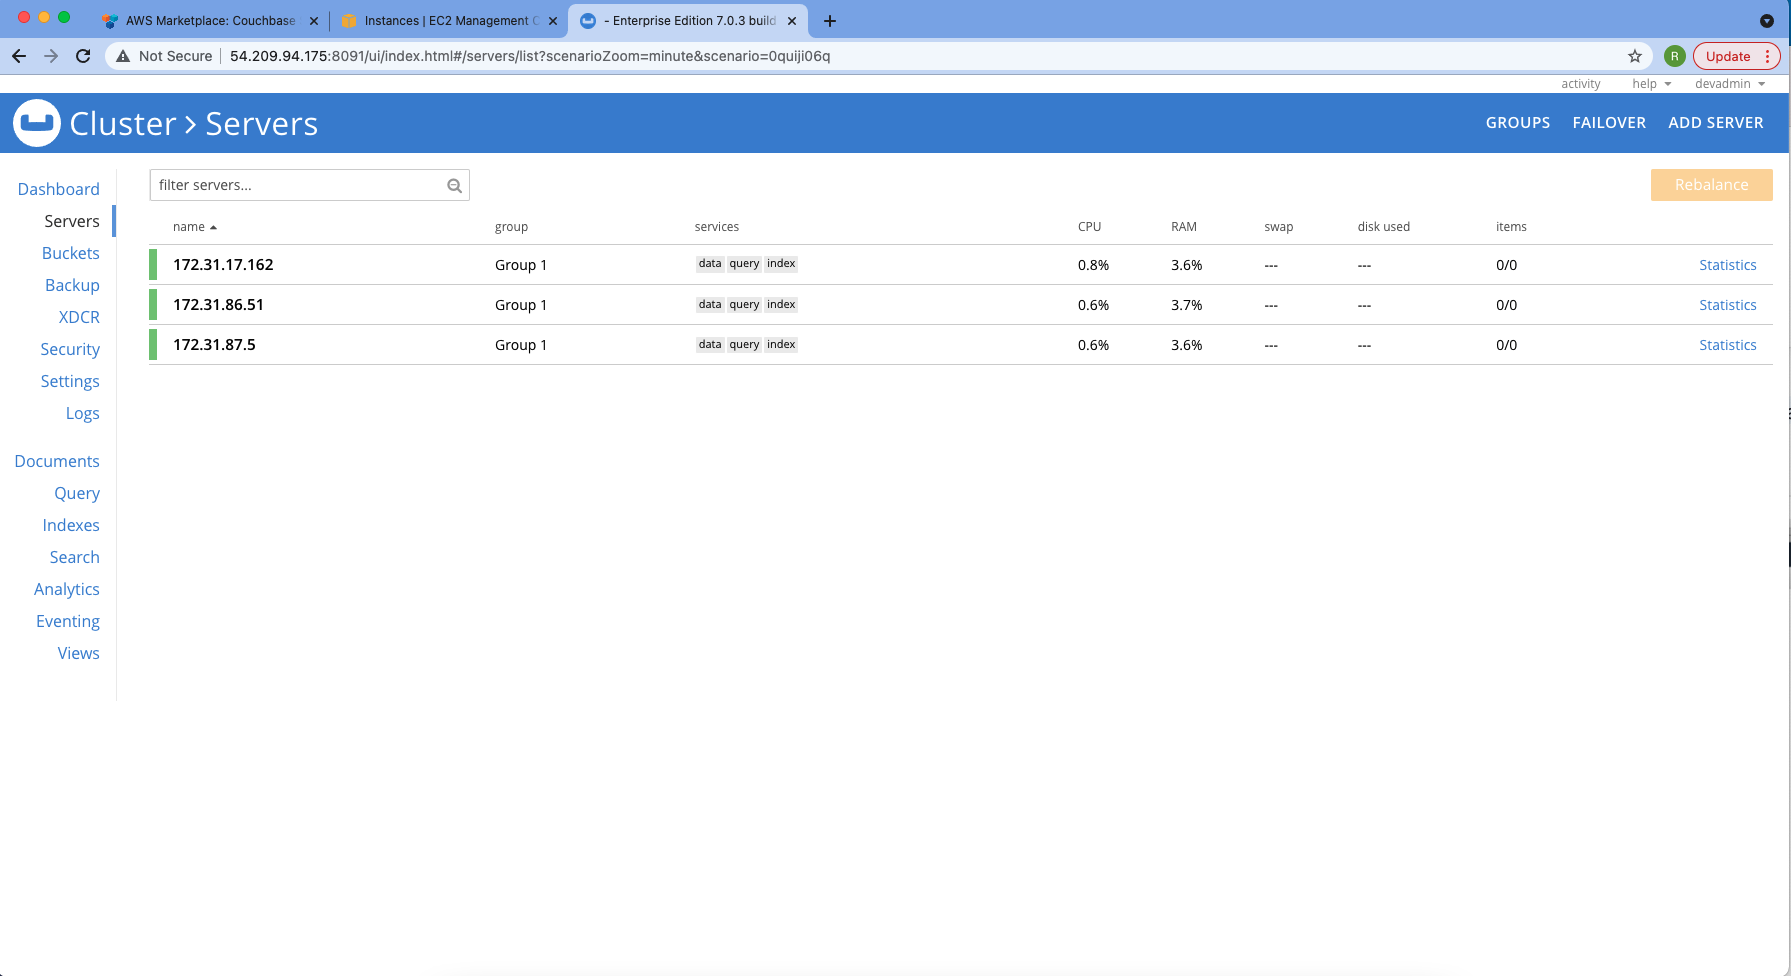 AWS Marketplace: Couchbase
Instances | EC2 Management C
- Enterprise Edition 7.0.3 build
Not Secure 54.209.94.175:8091/ui/index.html#/servers/list?scenarioZoom=minute&scenario=0quiji06q
R Update
activity help devadmin
Cluster > Servers GROUPS FAILOVER ADD SERVER
Dashboard
Servers
Buckets
Backup
XDCR
Security
Settings
Logs
Documents
Query
Indexes
Search
Analytics
Eventing
Views
filter servers... Rebalance
name group services CPU RAM swap disk used items
172.31.17.162 Group 1 data query index 0.8% 3.6% --- --- 0/0 Statistics
172.31.86.51 Group 1 data query index 0.6% 3.7% --- --- 0/0 Statistics
172.31.87.5 Group 1 data query index 0.6% 3.6% --- --- 0/0 Statistics